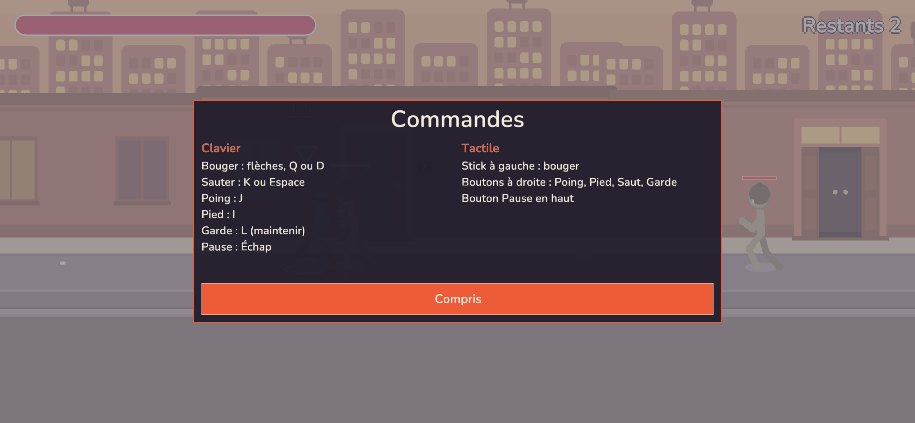 Restants 2
Commandes
Clavier
Bouger : flèches, Q ou D
Sauter : K ou Espace
Poing : J
Pied : I
Garde : L (maintenir)
Pause : Échap
Tactile
Stick à gauche : bouger
Boutons à droite : Poing, Pied, Saut, Garde
Bouton Pause en haut
Compris